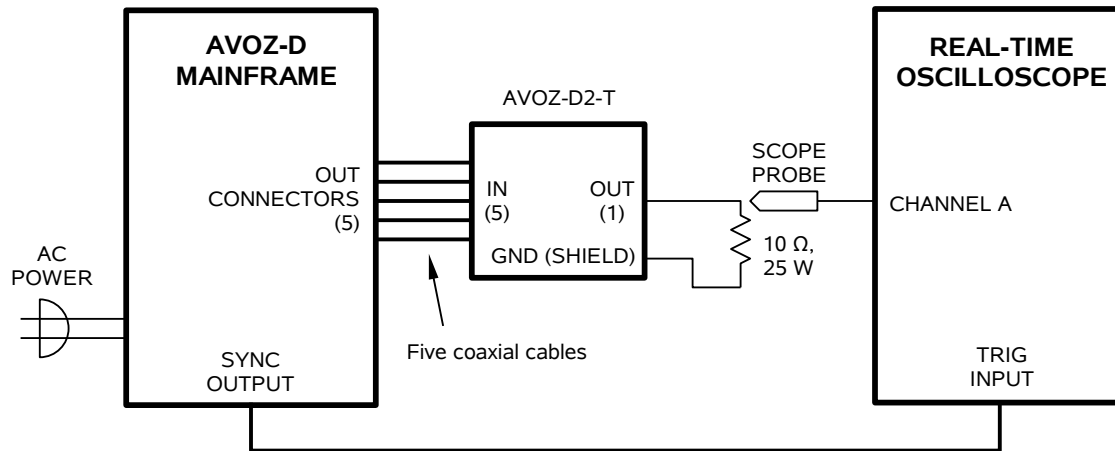 AVOZ-D
MAINFRAME
OUT
CONNECTORS
(5)
AC
POWER
SYNC
OUTPUT
AVOZ-D2-T
IN
(5)
OUT
(1)
GND (SHIELD)
Five coaxial cables
SCOPE
PROBE
10 Ω,
25 W
REAL-TIME
OSCILLOSCOPE
CHANNEL A
TRIG
INPUT